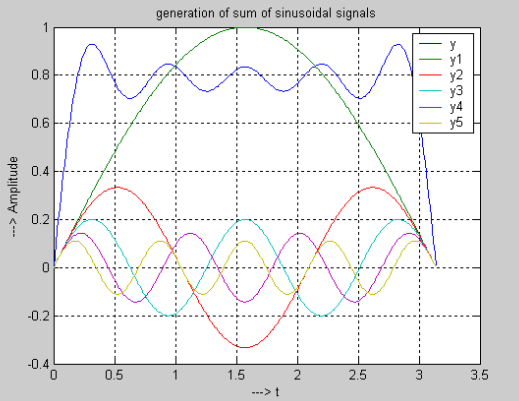 generation of sum of sinusoidal signals
1
0.8
0.6
0.4
0.2
0
-0.2
-0.4
---> Amplitude
y
y1
y2
y3
y4
y5
0 0.5 1 1.5 2 2.5 3 3.5
---> t